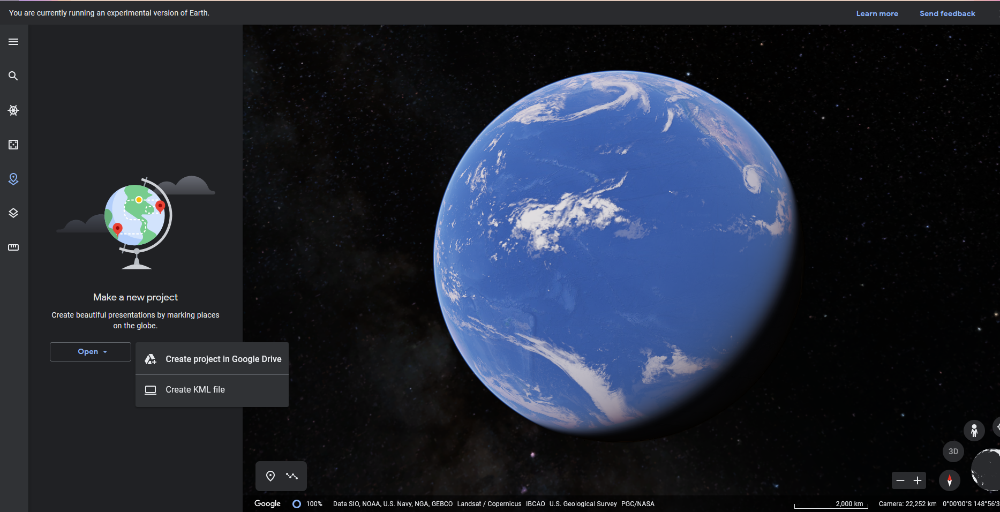 You are currently running an experimental version of Earth.
Learn more
Send feedback
Make a new project
Create beautiful presentations by marking places
on the globe.
Open
Create project in Google Drive
Create KML file
3D
Google
100%
Data SIO, NOAA, U.S. Navy, NGA, GEBCO Landsat / Copernicus IBCAO U.S. Geological Survey PGC/NASA
2,000 km
Camera: 22,252 km
0°00'00"S 148°56'3